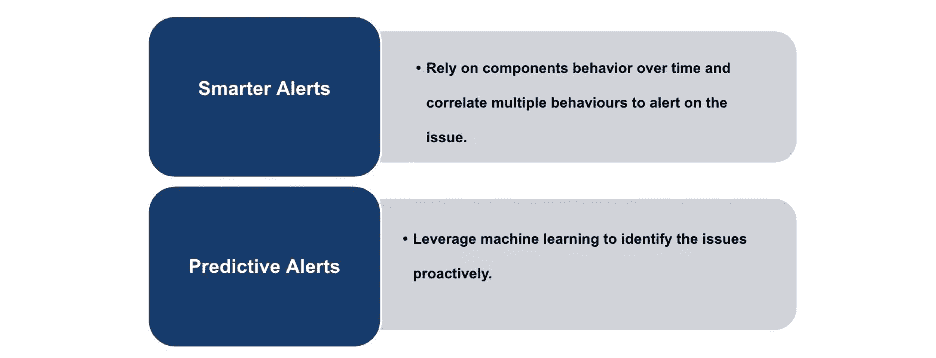 Smarter Alerts
• Rely on components behavior over time and
correlate multiple behaviours to alert on the
issue.
Predictive Alerts
• Leverage machine learning to identify the issues
proactively.